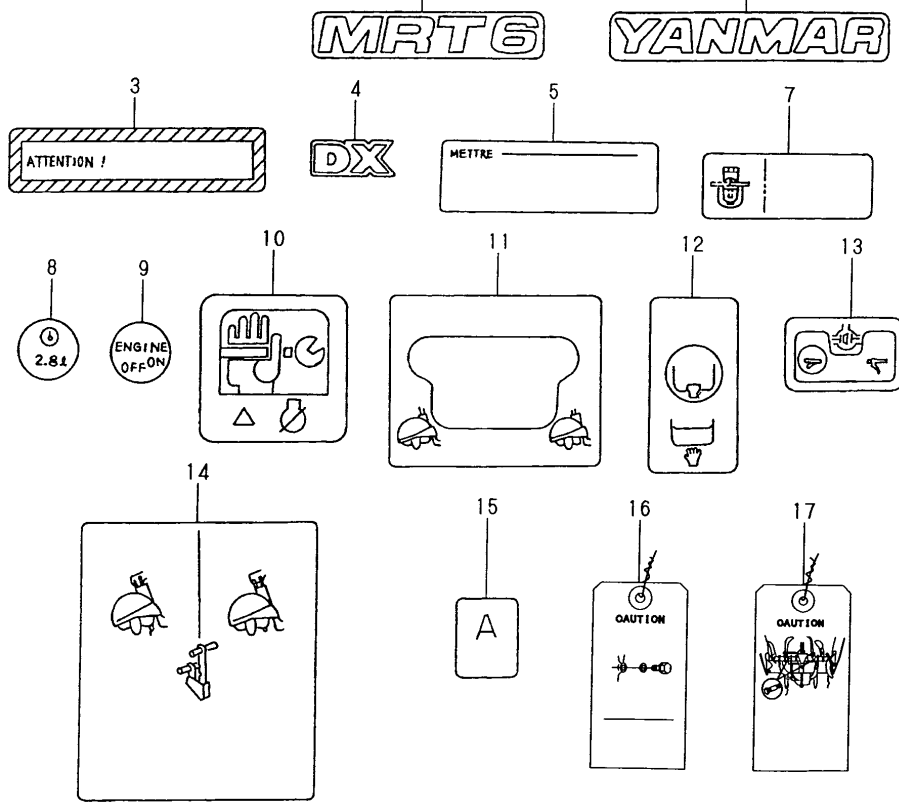 MRT6
YANMAR
3
4
5
7
ATTENTION !
DX
METTRE
8
9
10
11
12
13
2.8ℓ
ENGINE
OFF ON
14
15
16
17
A
CAUTION
CAUTION